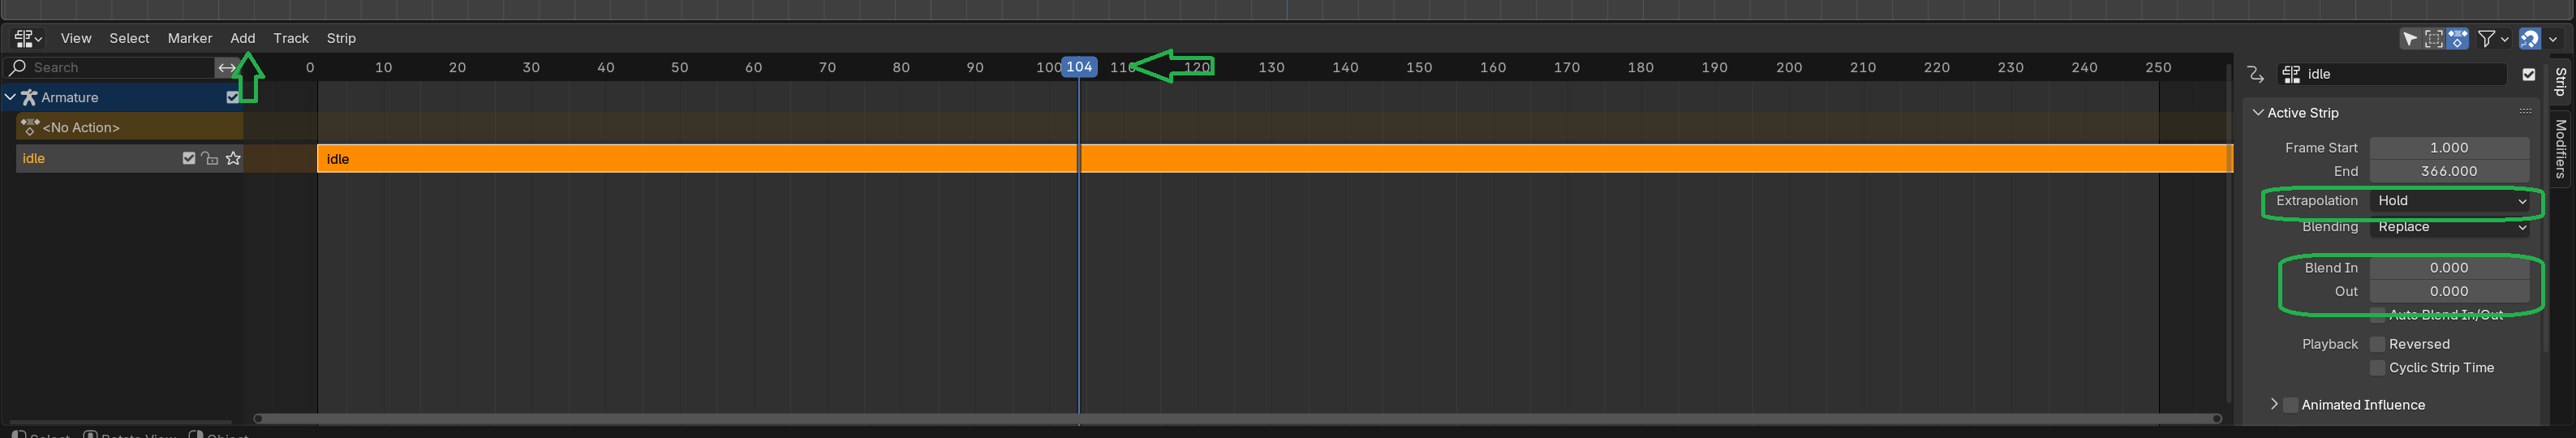 View Select Marker Add Track Strip
Search 0 10 20 30 40 50 60 70 80 90 100 104 110 120 130 140 150 160 170 180 190 200 210 220 230 240 250 idle
Strip
Armature
Active Strip
<No Action>
Modifiers
Frame Start 1.000
idle idle
End 366.000
Extrapolation Hold
Blending Replace
Blend In 0.000
Out 0.000
Auto Blend In/Out
Playback Reversed
Cyclic Strip Time
Animated Influence
Select Rotate View Object